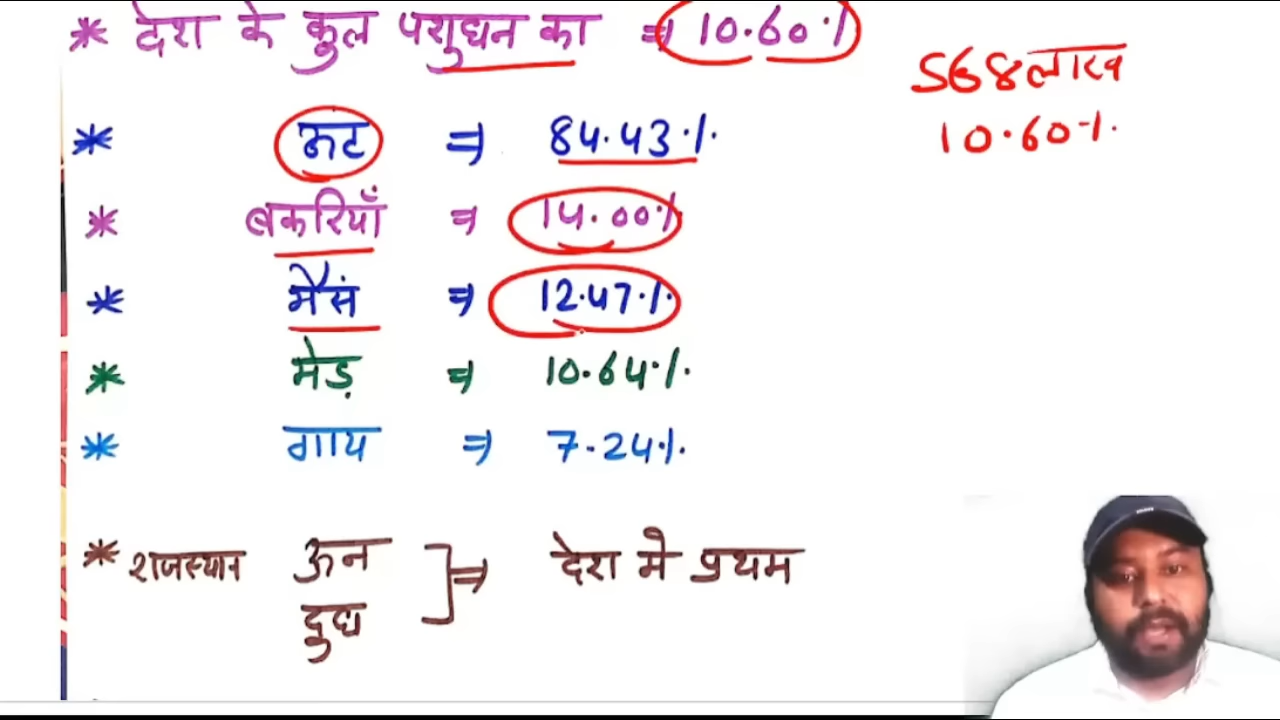 * देश के कुल पशुधन का ⇒ 10.60%
568 लाख
10.60%
* ऊंट ⇒ 84.43%
* बकरियाँ ⇒ 14.00%
* भैंस ⇒ 12.47%
* भेड़ ⇒ 10.64%
* गाय ⇒ 7.24%
* राजस्थान ऊन ] ⇒ देश मे प्रथम
दुध